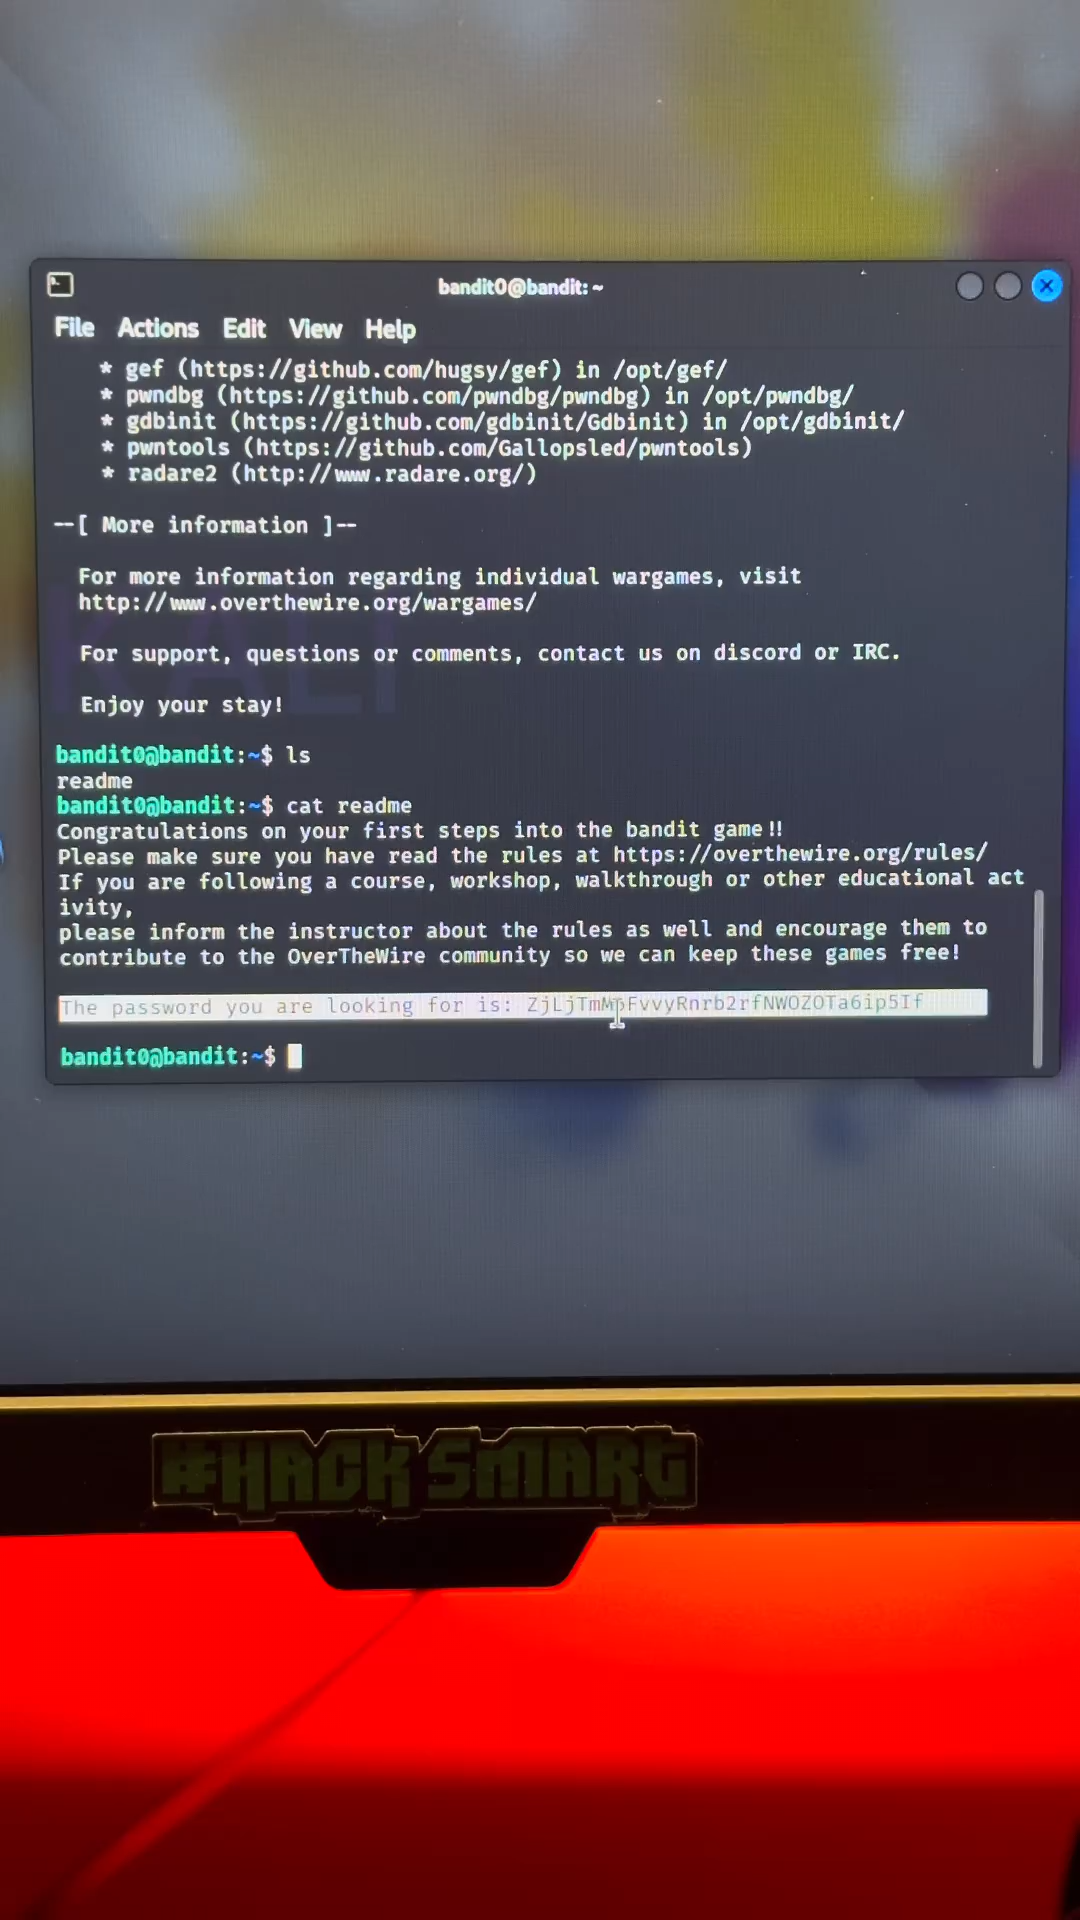 bandit0@bandit: ~
File Actions Edit View Help
* gef (https://github.com/hugsy/gef) in /opt/gef/
* pwndbg (https://github.com/pwndbg/pwndbg) in /opt/pwndbg/
* gdbinit (https://github.com/gdbinit/Gdbinit) in /opt/gdbinit/
* pwntools (https://github.com/Gallopsled/pwntools)
* radare2 (http://www.radare.org/)
--[ More information ]--
For more information regarding individual wargames, visit
http://www.overthewire.org/wargames/
For support, questions or comments, contact us on discord or IRC.
Enjoy your stay!
bandit0@bandit:~$ ls
readme
bandit0@bandit:~$ cat readme
Congratulations on your first steps into the bandit game!!
Please make sure you have read the rules at https://overthewire.org/rules/
If you are following a course, workshop, walkthrough or other educational act
ivity,
please inform the instructor about the rules as well and encourage them to
contribute to the OverTheWire community so we can keep these games free!
The password you are looking for is: ZjLjTmMpFvvyRnrb2rfNWOZOTa6ip5If
bandit0@bandit:~$
KALI
#HACK SMART